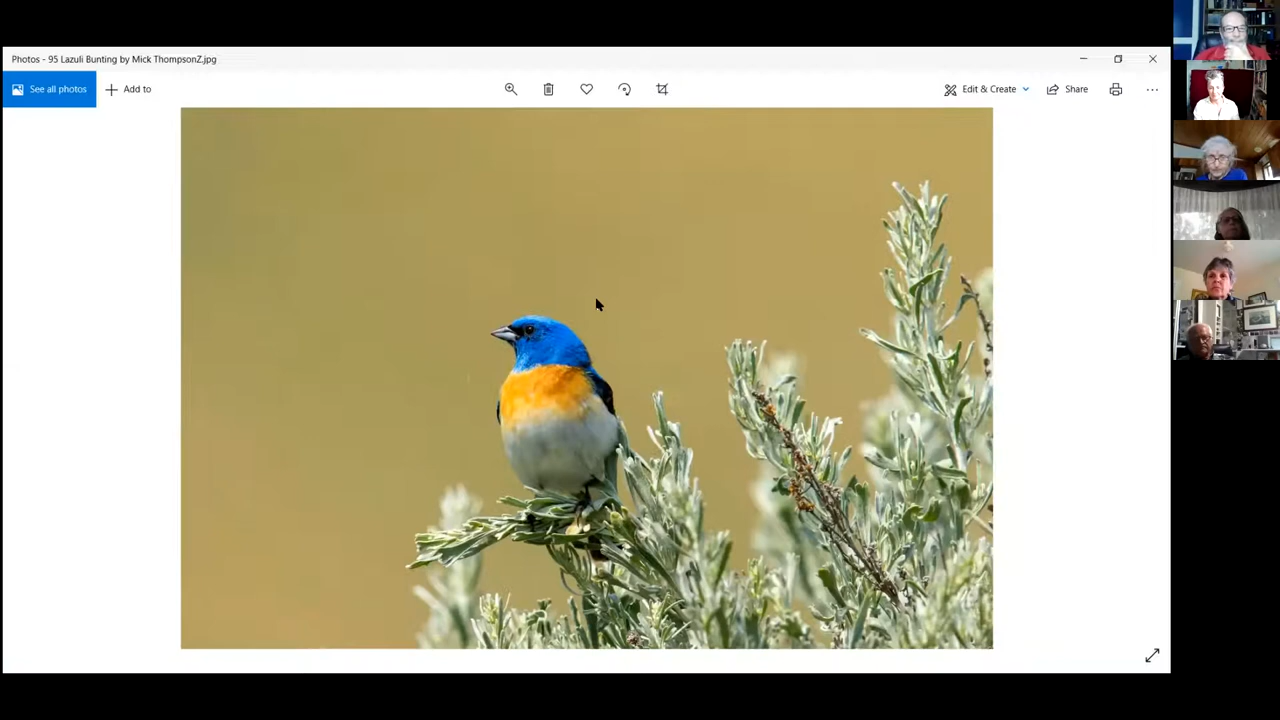 Photos - 95 Lazuli Bunting by Mick ThompsonZ.jpg
See all photos
Add to
Edit & Create
Share